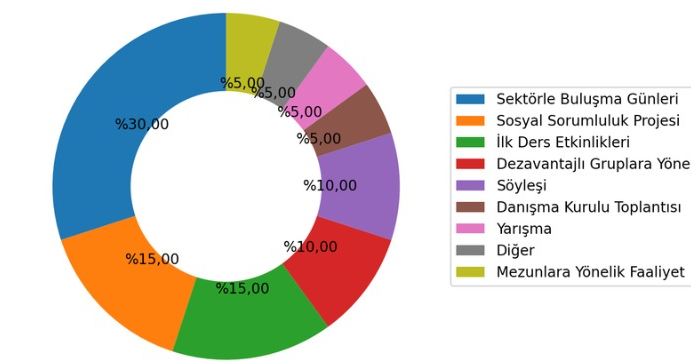 %5,00
%5,00
%5,00
%5,00
%30,00
%10,00
%10,00
%15,00
%15,00
Sektörle Buluşma Günleri
Sosyal Sorumluluk Projesi
İlk Ders Etkinlikleri
Dezavantajlı Gruplara Yöne
Söyleşi
Danışma Kurulu Toplantısı
Yarışma
Diğer
Mezunlara Yönelik Faaliyet